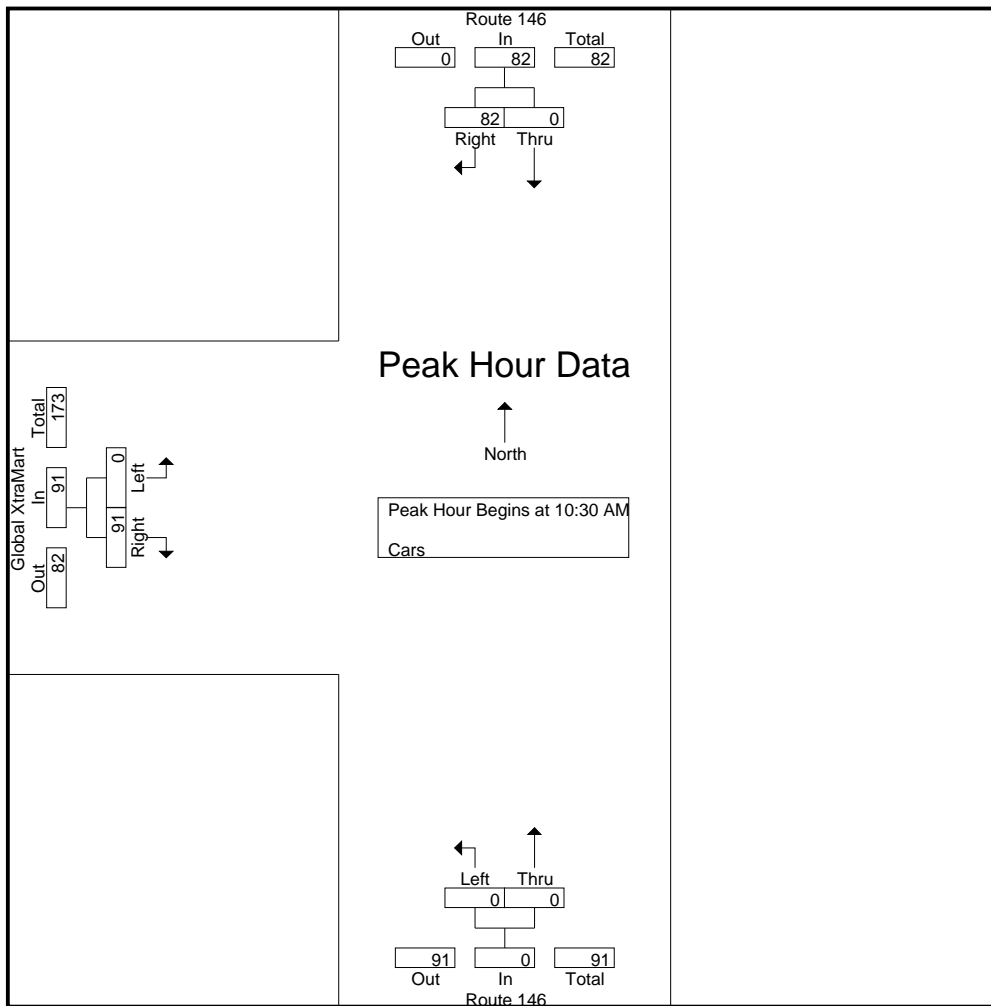 Route 146
Out In Total
0 82 82
82 0
Right Thru
Peak Hour Data
North
Peak Hour Begins at 10:30 AM
Cars
Global XtraMart
Out In Total
82 91 173
91 0
Right Left
Left Thru
0 0
91 0 91
Out In Total
Route 146